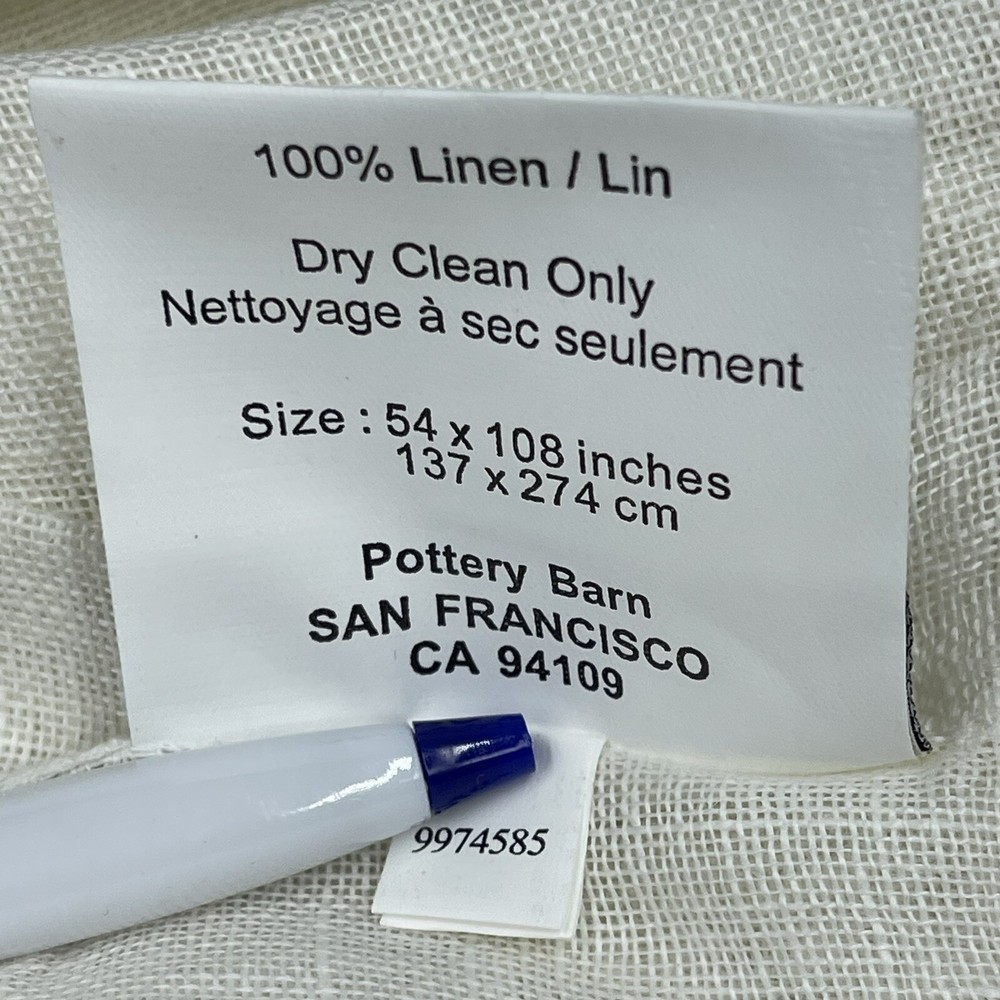 100% Linen / Lin
Dry Clean Only
Nettoyage à sec seulement
Size : 54 x 108 inches
137 x 274 cm
Pottery Barn
SAN FRANCISCO
CA 94109
9974585